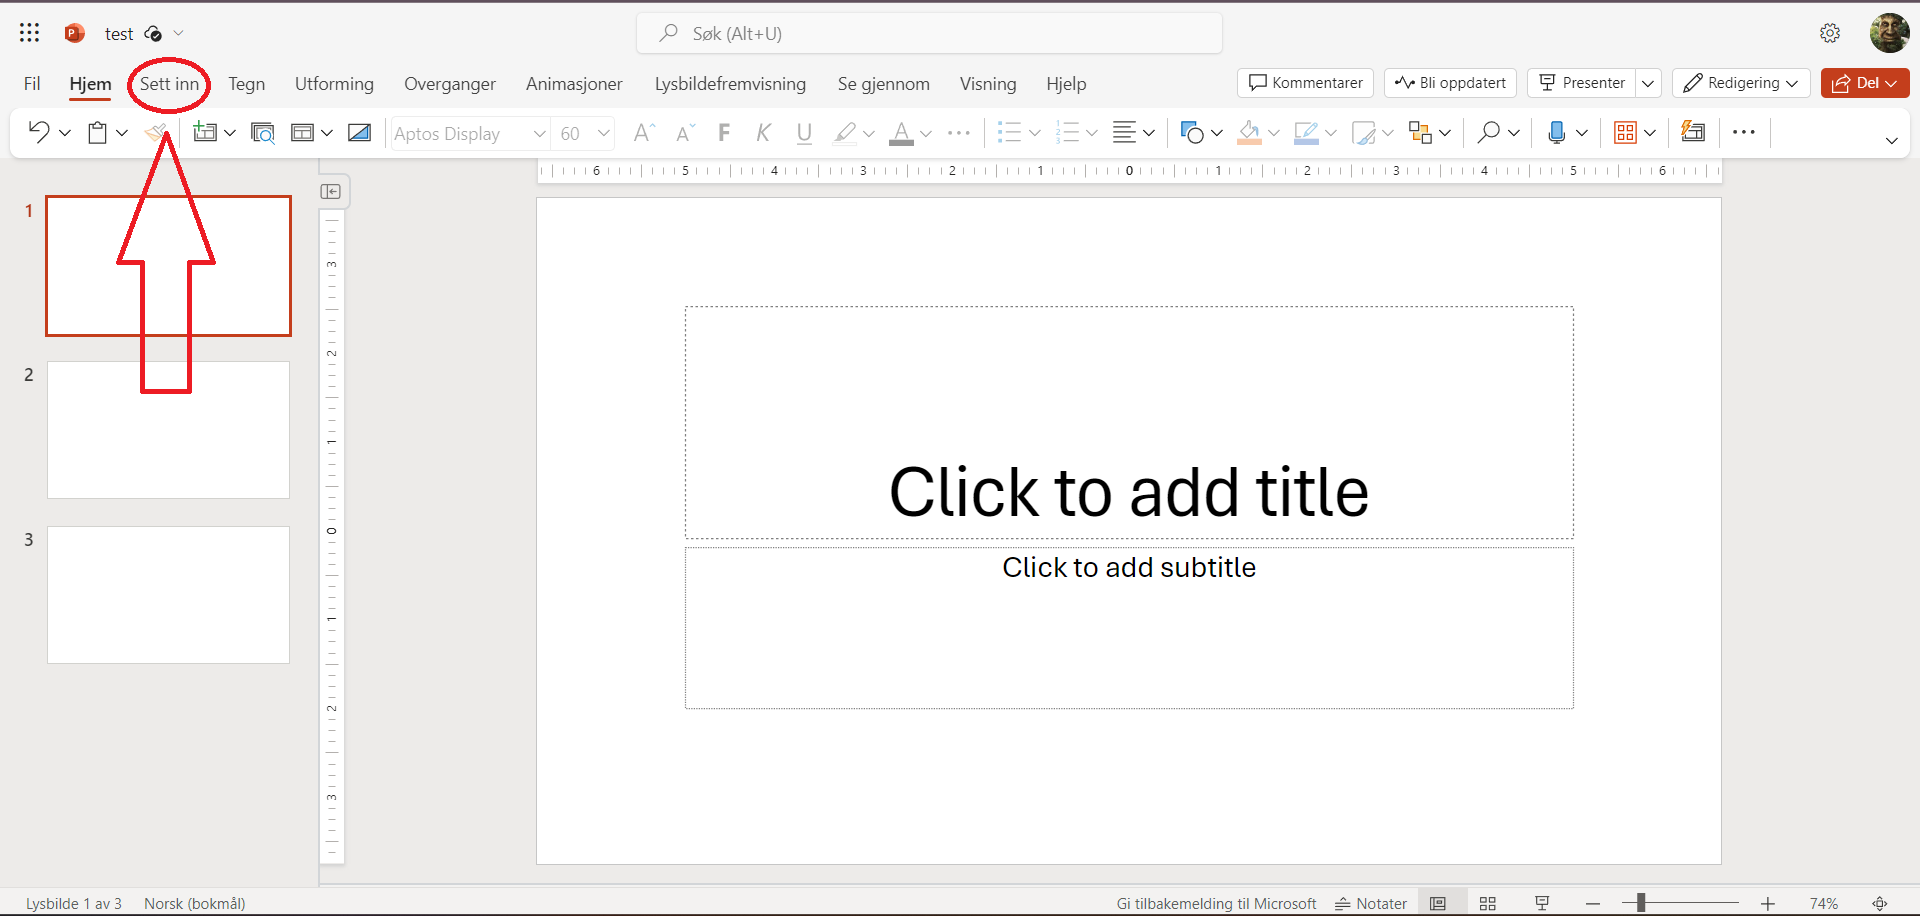 test
Søk (Alt+U)
Fil Hjem Sett inn Tegn Utforming Overganger Animasjoner Lysbildefremvisning Se gjennom Visning Hjelp Kommentarer Bli oppdatert Presenter Redigering Del
Aptos Display 60 A A F K U A
6 5 4 3 2 1 0 1 2 3 4 5 6
1
2
3
3
2
1
0
1
2
3
Click to add title
Click to add subtitle
Lysbilde 1 av 3 Norsk (bokmål) Gi tilbakemelding til Microsoft Notater 74%